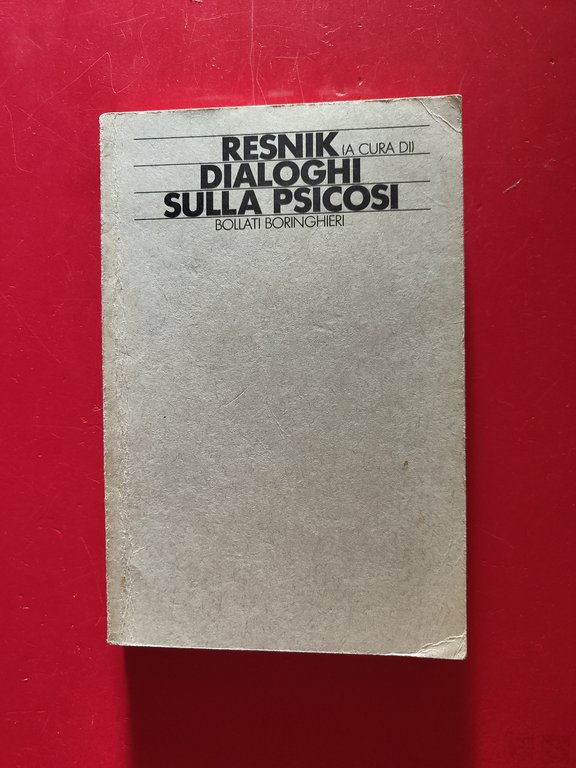 RESNIK (A CURA DI)
DIALOGHI
SULLA PSICOSI
BOLLATI BORINGHIERI